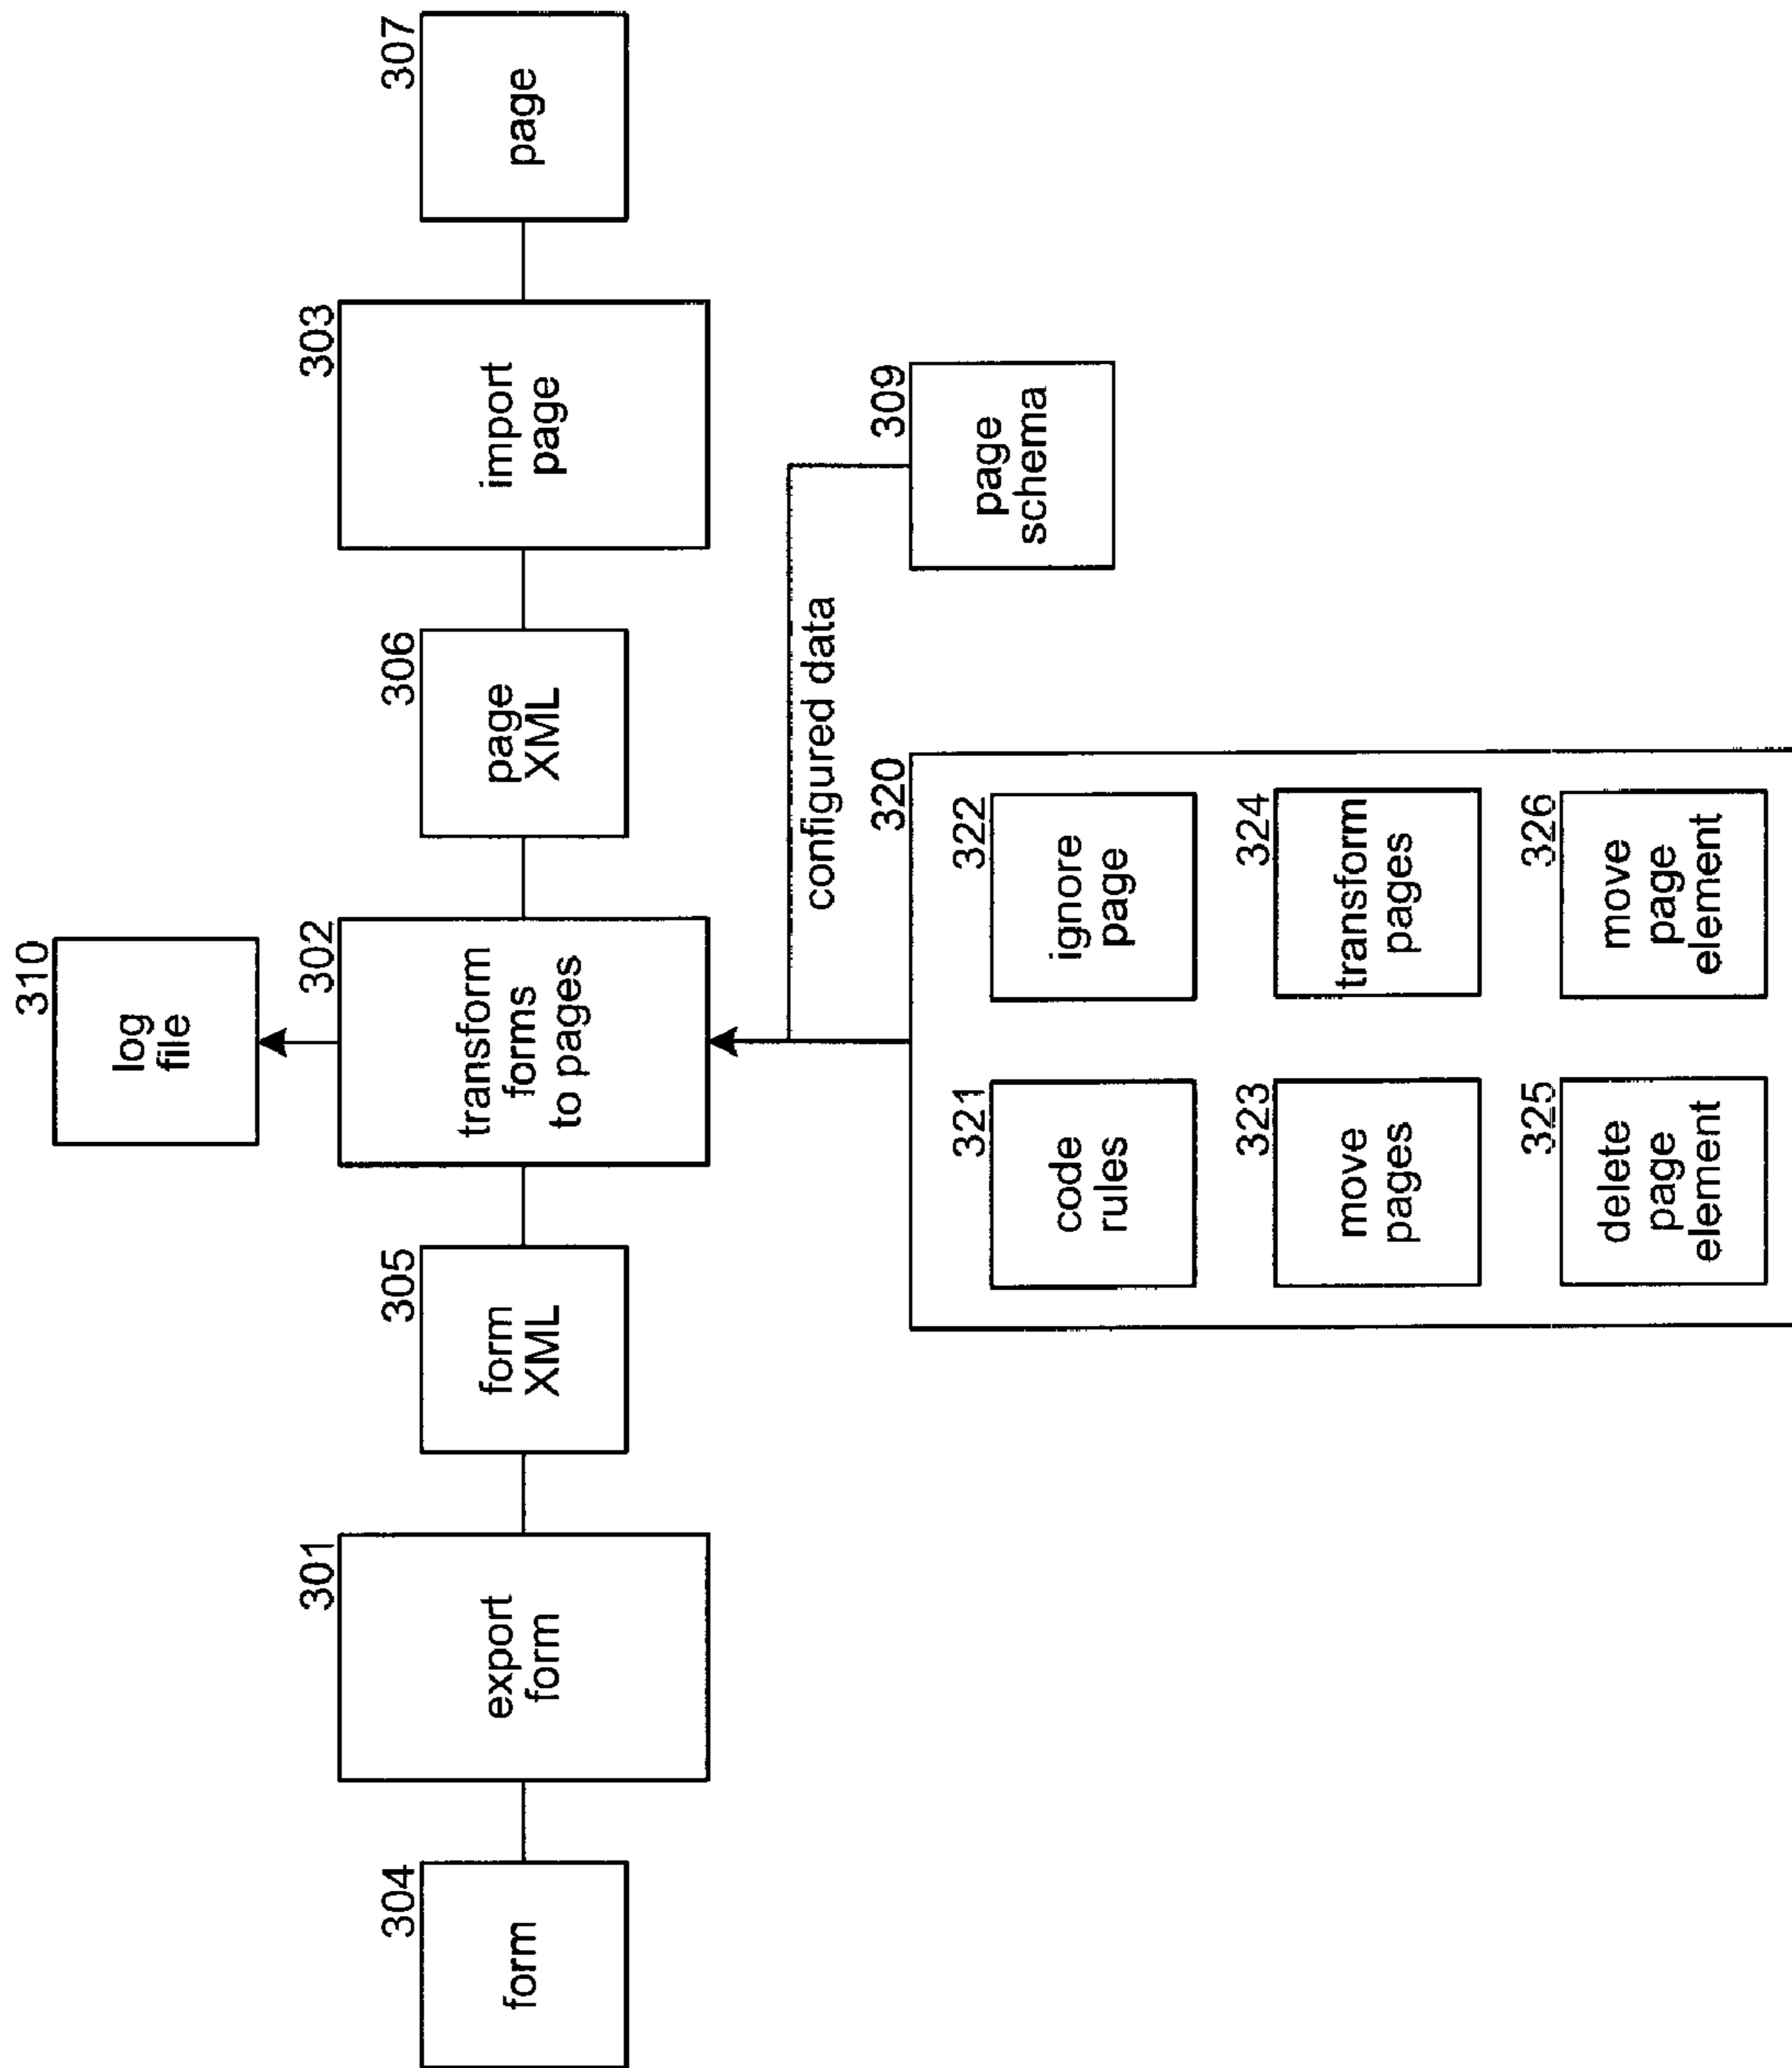 310
log
file
304
form
301
export
form
305
form
XML
302
transform
forms
to pages
306
page
XML
303
import
page
307
page
configured data
320
309
page
schema
321
code
rules
322
ignore
page
323
move
pages
324
transform
pages
325
delete
page
element
326
move
page
element